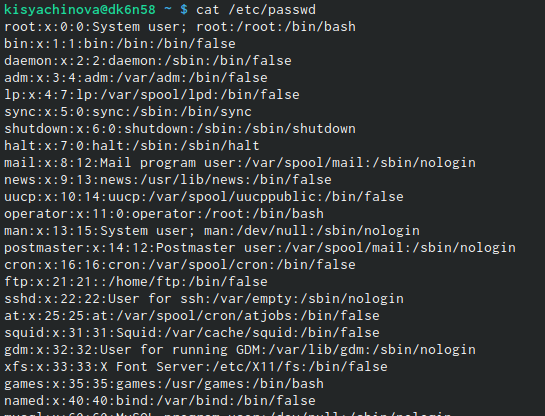 kisyachinova@dk6n58 ~ $ cat /etc/passwd
root:x:0:0:System user; root:/root:/bin/bash
bin:x:1:1:bin:/bin:/bin/false
daemon:x:2:2:daemon:/sbin:/bin/false
adm:x:3:4:adm:/var/adm:/bin/false
lp:x:4:7:lp:/var/spool/lpd:/bin/false
sync:x:5:0:sync:/sbin:/bin/sync
shutdown:x:6:0:shutdown:/sbin:/sbin/shutdown
halt:x:7:0:halt:/sbin:/sbin/halt
mail:x:8:12:Mail program user:/var/spool/mail:/sbin/nologin
news:x:9:13:news:/usr/lib/news:/bin/false
uucp:x:10:14:uucp:/var/spool/uucppublic:/bin/false
operator:x:11:0:operator:/root:/bin/bash
man:x:13:15:System user; man:/dev/null:/sbin/nologin
postmaster:x:14:12:Postmaster user:/var/spool/mail:/sbin/nologin
cron:x:16:16:cron:/var/spool/cron:/bin/false
ftp:x:21:21::/home/ftp:/bin/false
sshd:x:22:22:User for ssh:/var/empty:/sbin/nologin
at:x:25:25:at:/var/spool/cron/atjobs:/bin/false
squid:x:31:31:Squid:/var/cache/squid:/bin/false
gdm:x:32:32:User for running GDM:/var/lib/gdm:/sbin/nologin
xfs:x:33:33:X Font Server:/etc/X11/fs:/bin/false
games:x:35:35:games:/usr/games:/bin/bash
named:x:40:40:bind:/var/bind:/bin/false
mysql:x:60:60:MySQL program user:/dev/null:/sbin/nologin